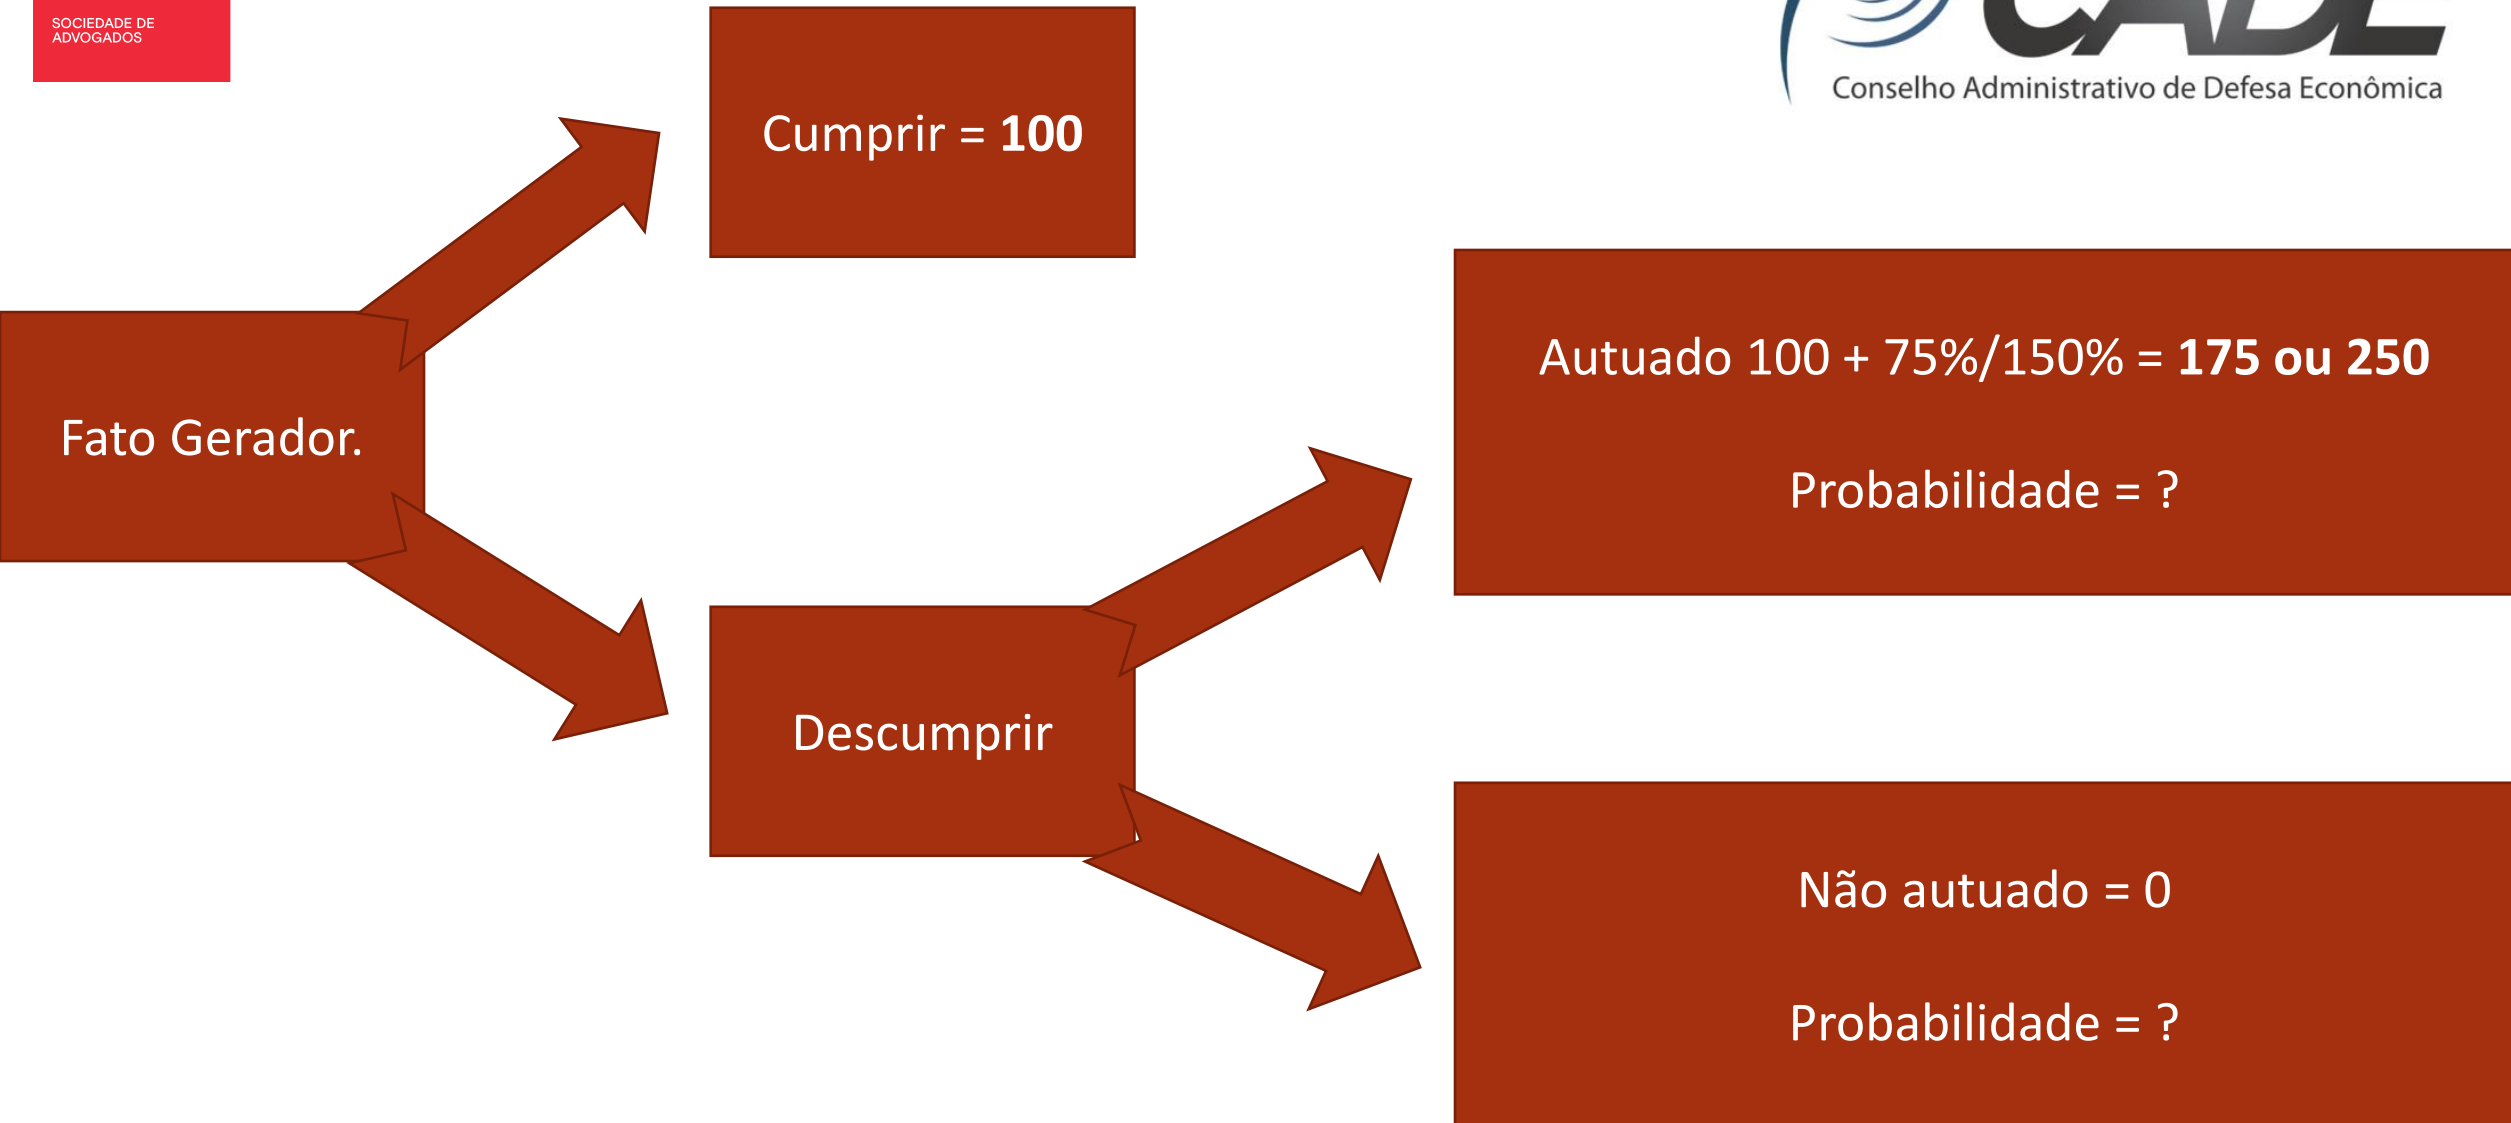 SOCIEDADE DE
ADVOGADOS
CADE
Conselho Administrativo de Defesa Econômica
Cumprir = 100
Fato Gerador.
Autuado 100 + 75%/150% = 175 ou 250
Probabilidade = ?
Descumprir
Não autuado = 0
Probabilidade = ?